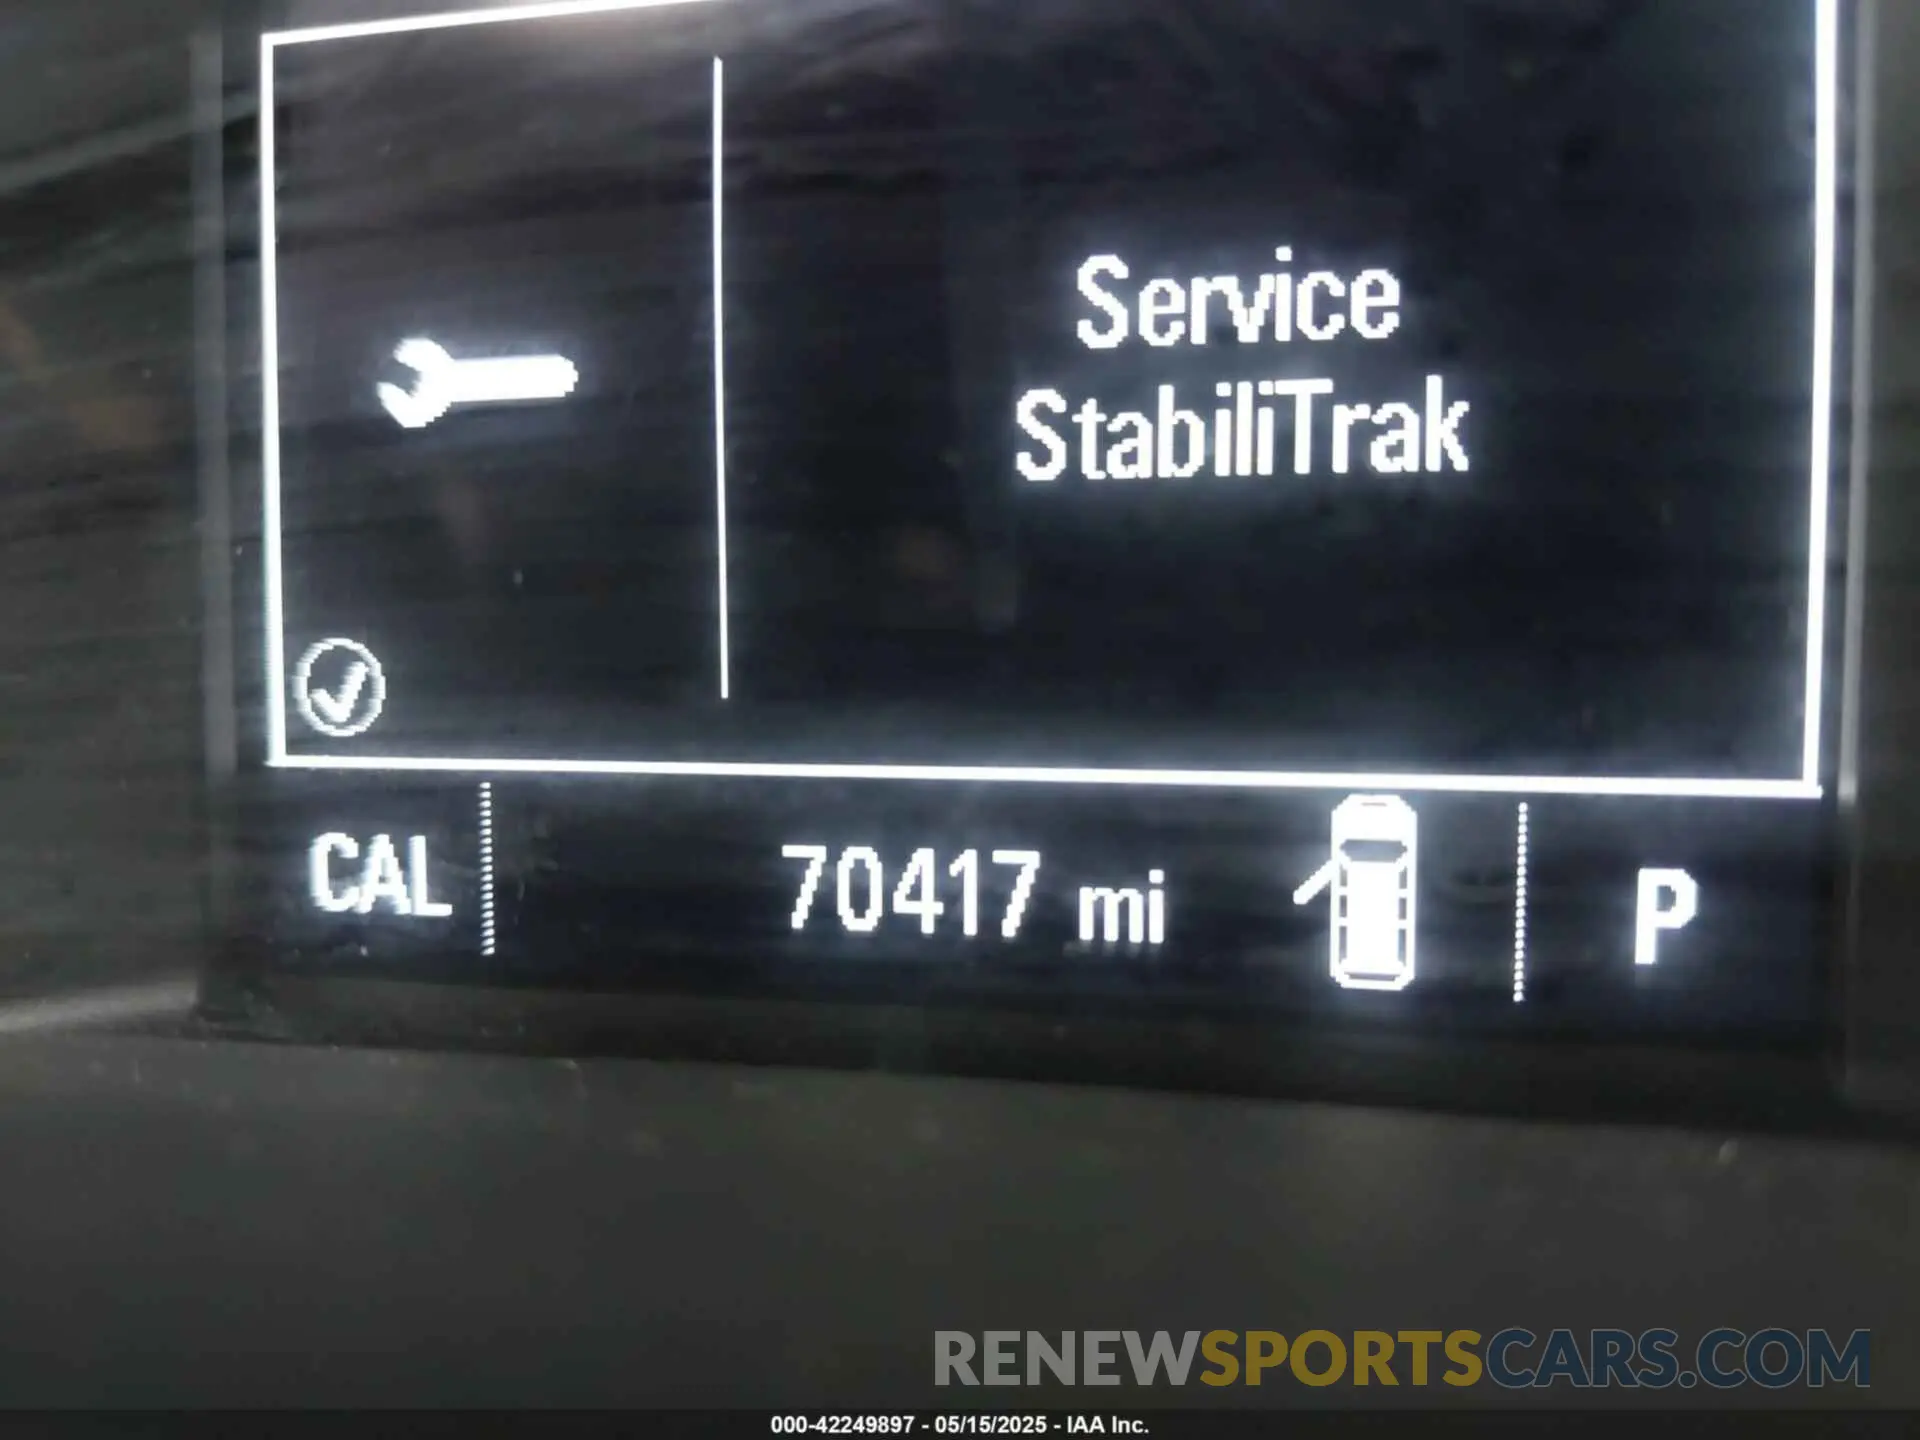 Service
StabiliTrak
CAL 70417 mi P
RENEWSPORTSCARS.COM
000-42249897 - 05/15/2025 - IAA Inc.